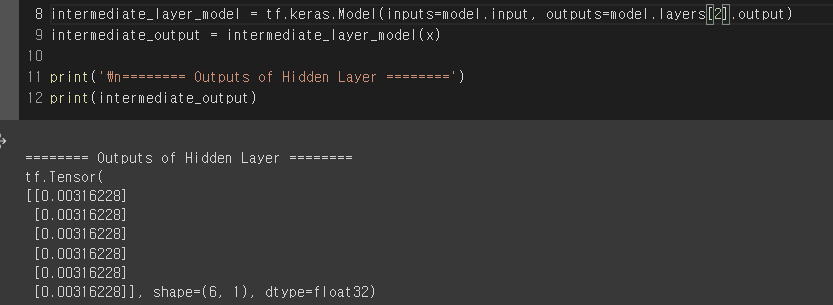 8 intermediate_layer_model = tf.keras.Model(inputs=model.input, outputs=model.layers[2].output)
9 intermediate_output = intermediate_layer_model(x)
10
11 print('₩n======== Outputs of Hidden Layer ========')
12 print(intermediate_output)
======== Outputs of Hidden Layer ========
tf.Tensor(
[[0.00316228]
[0.00316228]
[0.00316228]
[0.00316228]
[0.00316228]
[0.00316228]], shape=(6, 1), dtype=float32)